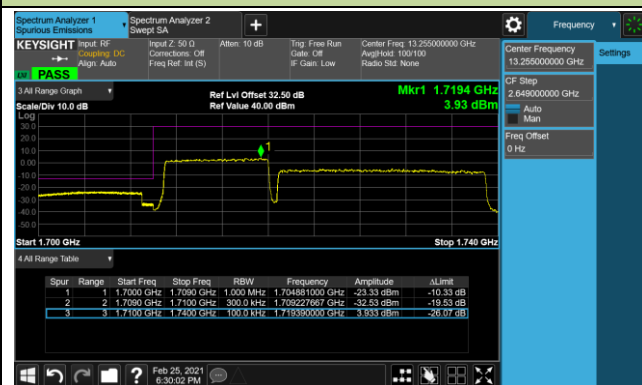 Spectrum Analyzer 1
Spurious Emissions
Spectrum Analyzer 2
Swept SA
+
Frequency
KEYSIGHT
Input: RF
Coupling: DC
Align: Auto
Input Z: 50 Ω
Corrections: Off
Freq Ref: Int (S)
Atten: 10 dB
Trig: Free Run
Gate: Off
IF Gain: Low
Center Freq: 13.255000000 GHz
Avg|Hold: 100/100
Radio Std: None
PASS
Center Frequency
13.255000000 GHz
Settings
CF Step
2.649000000 GHz
Auto
Man
Freq Offset
0 Hz
3 All Range Graph
Scale/Div 10.0 dB
Ref Lvl Offset 32.50 dB
Ref Value 40.00 dBm
Mkr1 1.7194 GHz
3.93 dBm
Log
30.0
20.0
10.0
0.00
-10.0
-20.0
-30.0
-40.0
-50.0
1
Start 1.700 GHz
Stop 1.740 GHz
4 All Range Table
Spur Range Start Freq Stop Freq RBW Frequency Amplitude ΔLimit
1 1 1.7000 GHz 1.7090 GHz 1.000 MHz 1.704881000 GHz -23.33 dBm -10.33 dB
2 2 1.7090 GHz 1.7100 GHz 300.0 kHz 1.709227667 GHz -32.53 dBm -19.53 dB
3 3 1.7100 GHz 1.7400 GHz 100.0 kHz 1.719390000 GHz 3.933 dBm -26.07 dB
?
Feb 25, 2021
6:30:02 PM